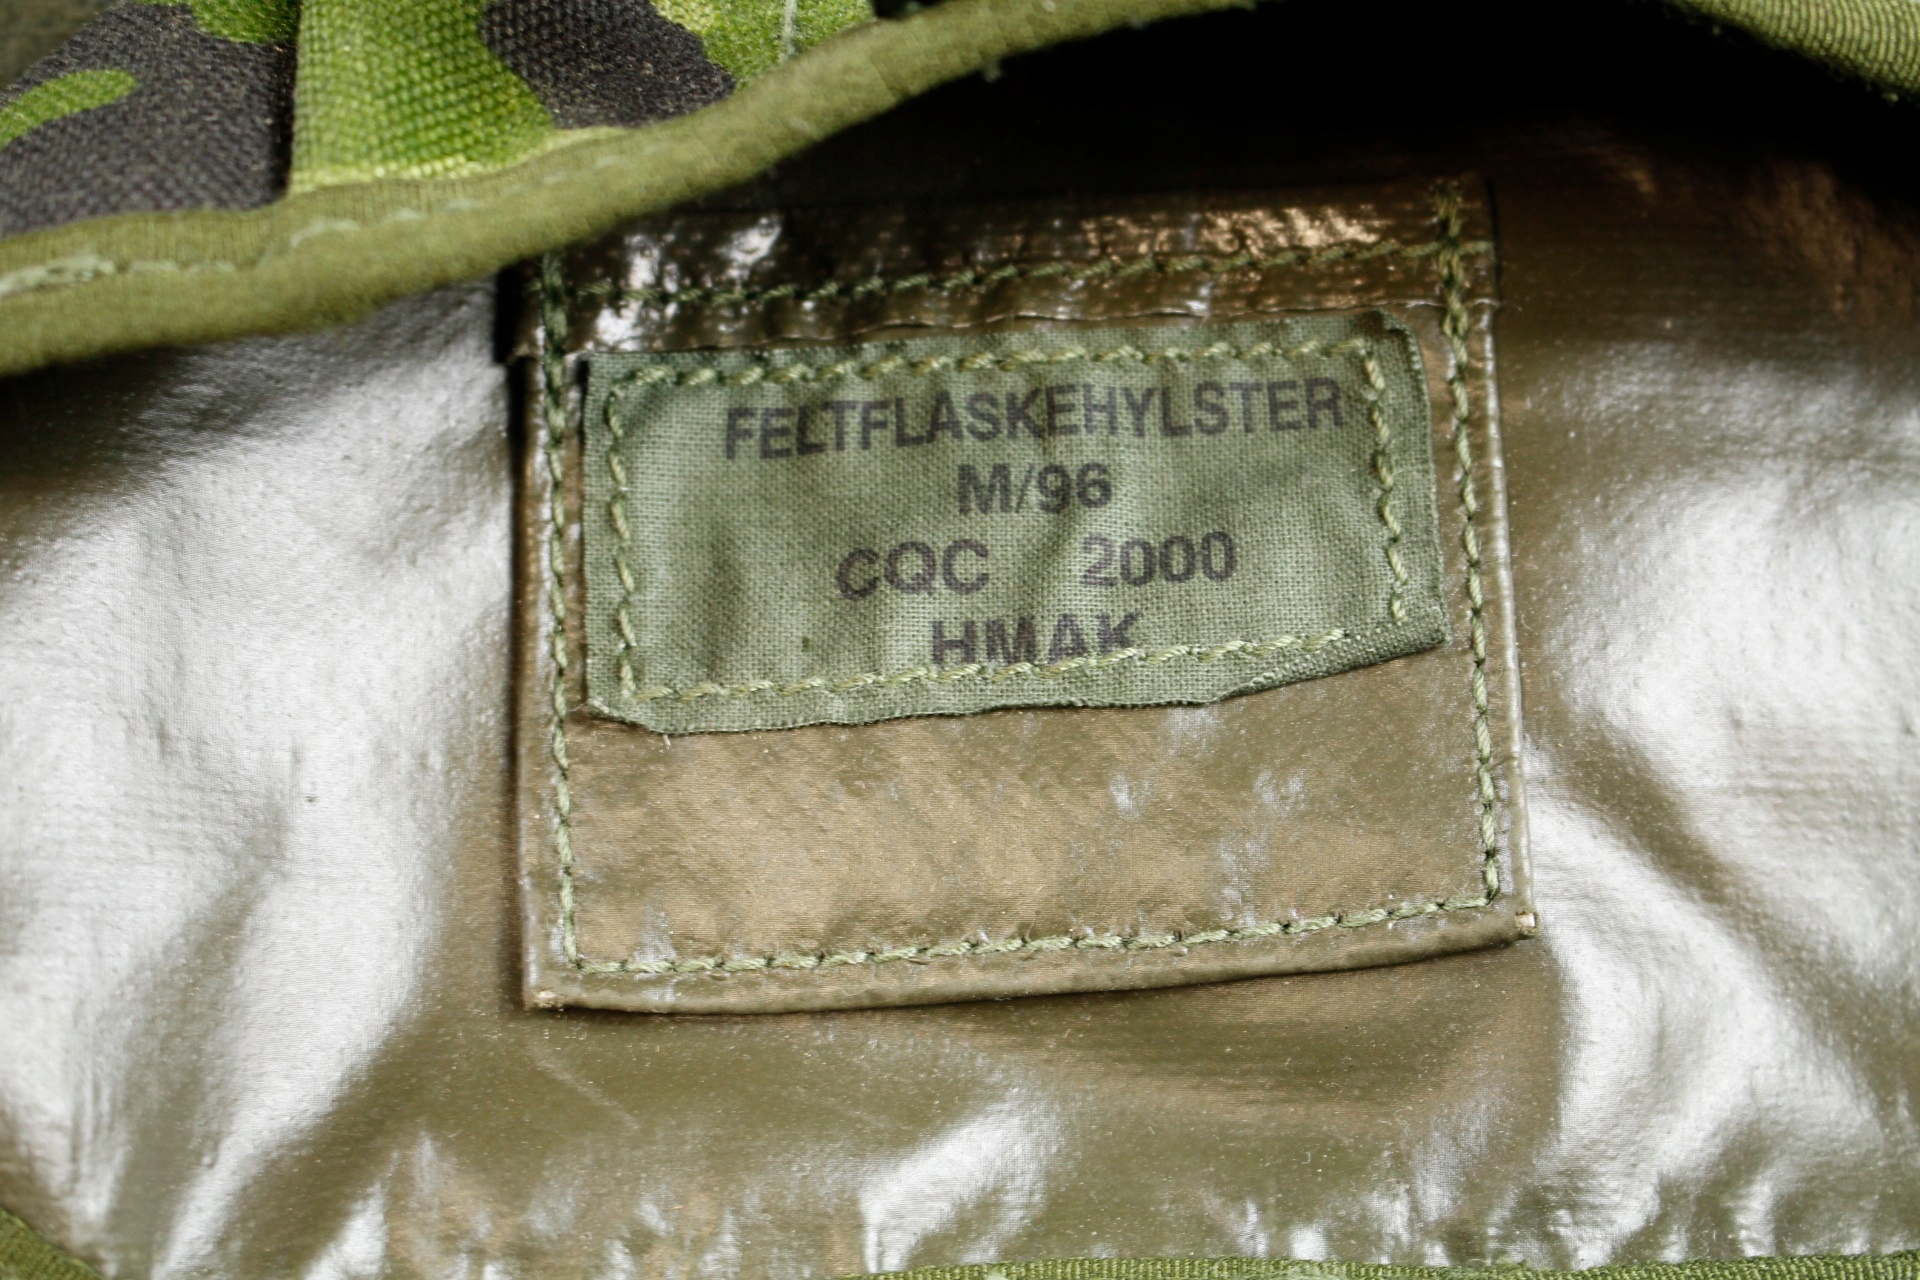 FELTFLASKEHYLSTER
M/96
CQC 2000
HMAK